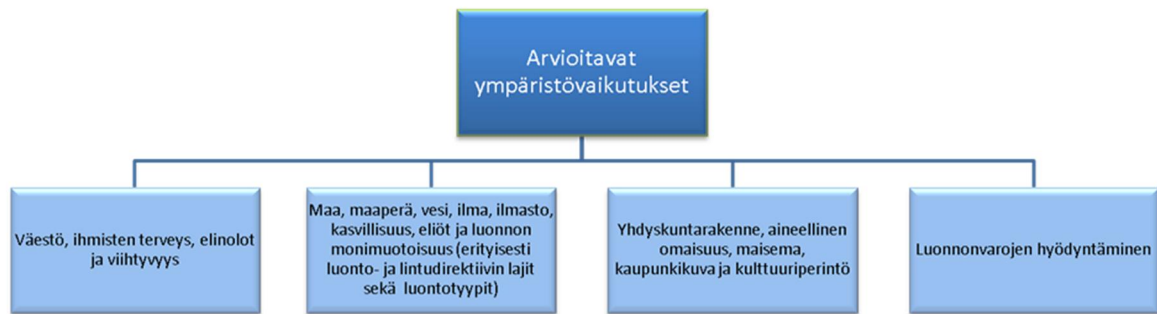 Arvioitavat
ympäristövaikutukset
Väestö, ihmisten terveys, elinolot
ja viihtyvyys
Maa, maaperä, vesi, ilma, ilmasto,
kasvillisuus, eliöt ja luonnon
monimuotoisuus (erityisesti
luonto- ja lintudirektiivin lajit
sekä luontotyypit)
Yhdyskuntarakenne, aineellinen
omaisuus, maisema,
kaupunkikuva ja kulttuuriperintö
Luonnonvarojen hyödyntäminen